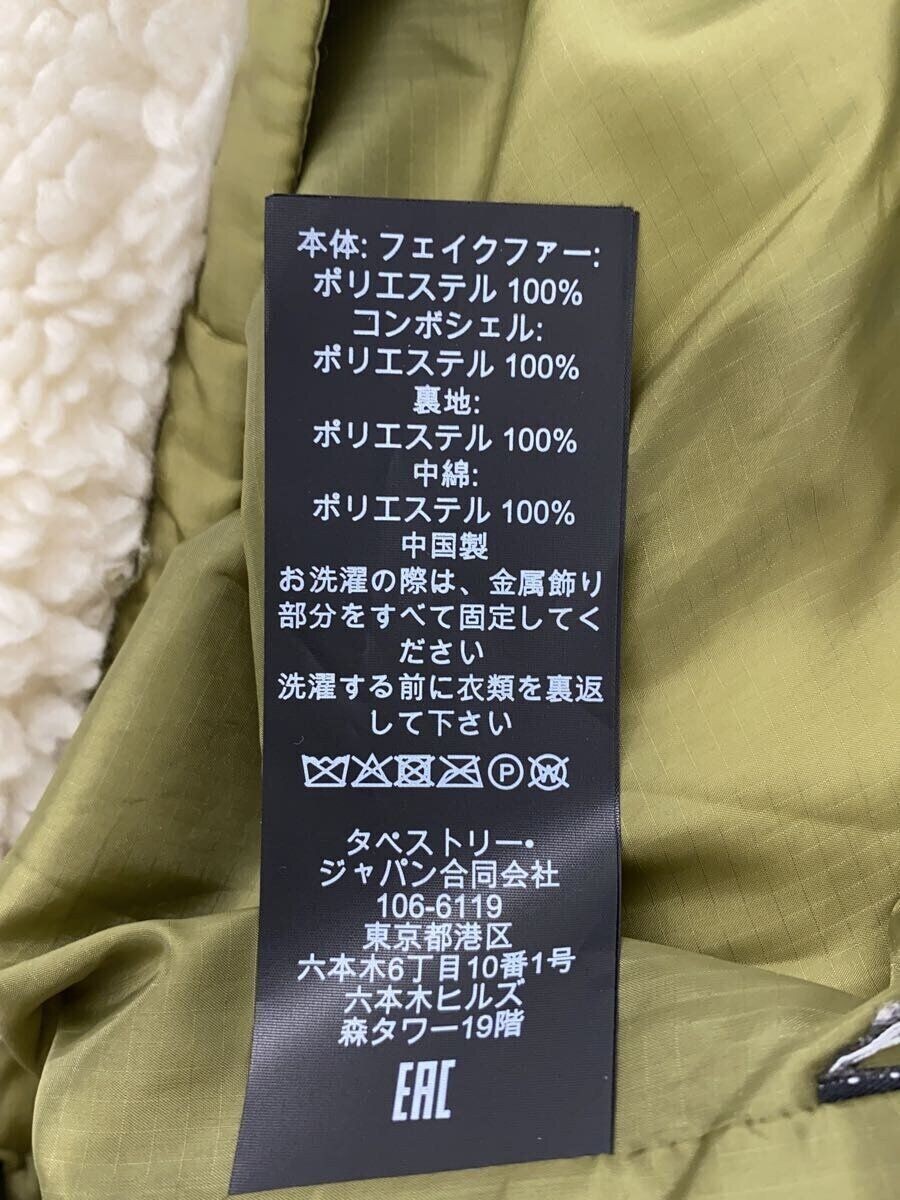 本体: フェイクファー:
ポリエステル 100%
コンボシェル:
ポリエステル 100%
裏地:
ポリエステル 100%
中綿:
ポリエステル 100%
中国製
お洗濯の際は、金属飾り
部分をすべて固定してく
ださい
洗濯する前に衣類を裏返
して下さい
P W
タペストリー・
ジャパン合同会社
106-6119
東京都港区
六本木6丁目10番1号
六本木ヒルズ
森タワー19階
EAC